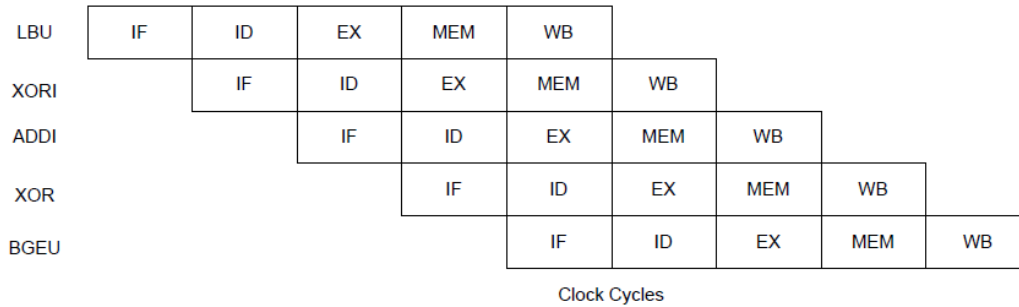 LBU IF ID EX MEM WB
XORI IF ID EX MEM WB
ADDI IF ID EX MEM WB
XOR IF ID EX MEM WB
BGEU IF ID EX MEM WB
Clock Cycles